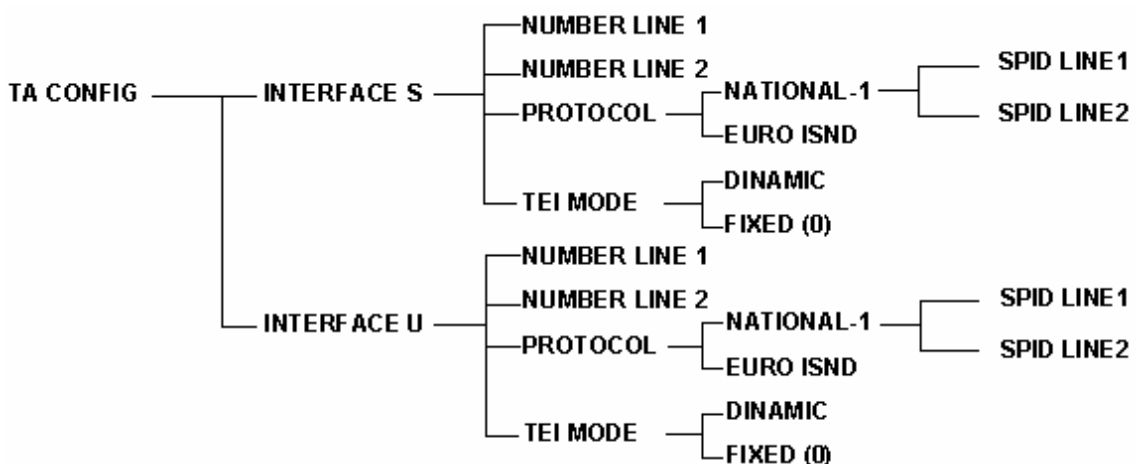 TA CONFIG
INTERFACE S
NUMBER LINE 1
NUMBER LINE 2
PROTOCOL
NATIONAL-1
SPID LINE1
SPID LINE2
EURO ISND
TEI MODE
DINAMIC
FIXED (0)
INTERFACE U
NUMBER LINE 1
NUMBER LINE 2
PROTOCOL
NATIONAL-1
SPID LINE1
SPID LINE2
EURO ISND
TEI MODE
DINAMIC
FIXED (0)